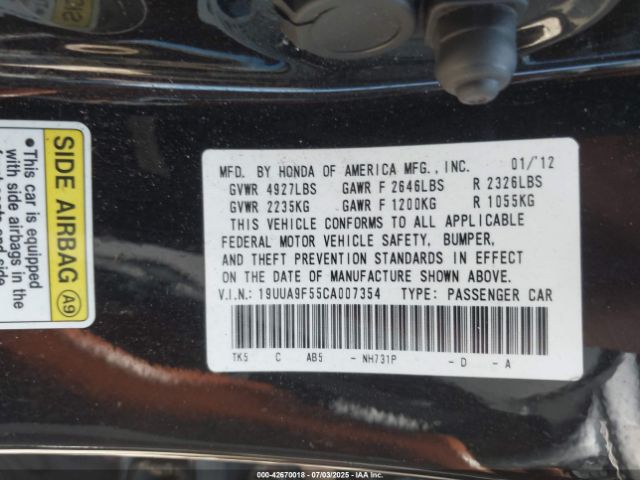 SIDE AIRBAG A9
•This car is equipped
with side airbags in the
MFD. BY HONDA OF AMERICA MFG., INC. 01/'12
GVWR 4927LBS GAWR F 2646LBS R 2326LBS
GVWR 2235KG GAWR F 1200KG R 1055KG
THIS VEHICLE CONFORMS TO ALL APPLICABLE
FEDERAL MOTOR VEHICLE SAFETY, BUMPER,
AND THEFT PREVENTION STANDARDS IN EFFECT
ON THE DATE OF MANUFACTURE SHOWN ABOVE.
V.I.N.: 19UUA9F55CA007354 TYPE: PASSENGER CAR
TK5 C AB5 - NH731P - D - A
000-42670018 - 07/03/2025 - IAAI.COM